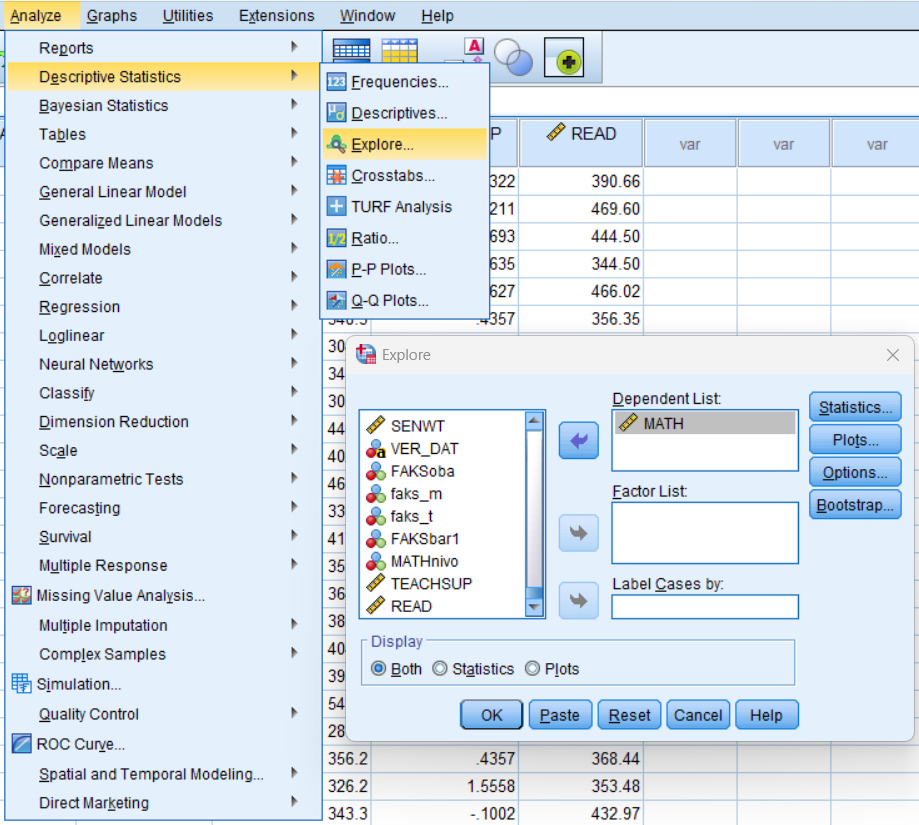 Analyze Graphs Utilities Extensions Window Help
Reports
Descriptive Statistics
Bayesian Statistics
Tables
Compare Means
General Linear Model
Generalized Linear Models
Mixed Models
Correlate
Regression
Loglinear
Neural Networks
Classify
Dimension Reduction
Scale
Nonparametric Tests
Forecasting
Survival
Multiple Response
Missing Value Analysis...
Multiple Imputation
Complex Samples
Simulation...
Quality Control
ROC Curve...
Spatial and Temporal Modeling...
Direct Marketing
A
123 Frequencies...
Descriptives...
Explore...
Crosstabs...
TURF Analysis
1/2 Ratio...
P-P Plots...
Q-Q Plots...
P READ var var var
322 390.66
211 469.60
693 444.50
635 344.50
627 466.02
.4357 356.35
30
34
30
44
40
46
33
41
35
36
38
40
39
54
28
356.2 .4357 368.44
326.2 1.5558 353.48
343.3 -.1002 432.97
Explore
SENWT
VER_DAT
FAKSoba
faks_m
faks_t
FAKSbar1
MATHnivo
TEACHSUP
READ
Dependent List:
MATH
Factor List:
Label Cases by:
Statistics...
Plots...
Options...
Bootstrap...
Display
Both Statistics Plots
OK Paste Reset Cancel Help